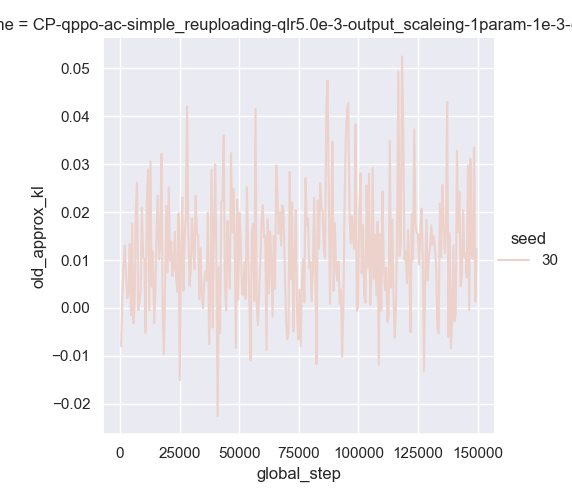 ne = CP-qppo-ac-simple_reuploading-qlr5.0e-3-output_scaleing-1param-1e-3-
0.05
0.04
0.03
0.02
0.01
0.00
−0.01
−0.02
old_approx_kl
0 25000 50000 75000 100000 125000 150000
global_step
seed
30